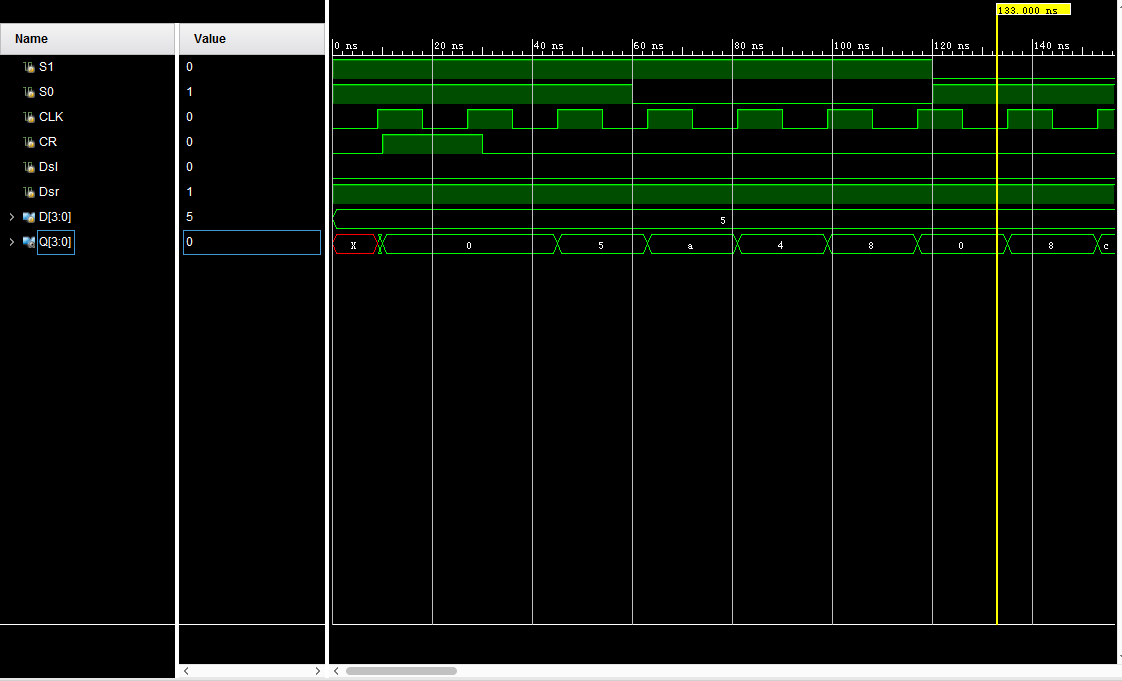 133.000 ns
Name Value
0 ns 20 ns 40 ns 60 ns 80 ns 100 ns 120 ns 140 ns
S1 0
S0 1
CLK 0
CR 0
Dsl 0
Dsr 1
D[3:0] 5 5
Q[3:0] 0 X 0 5 a 4 8 0 8 c